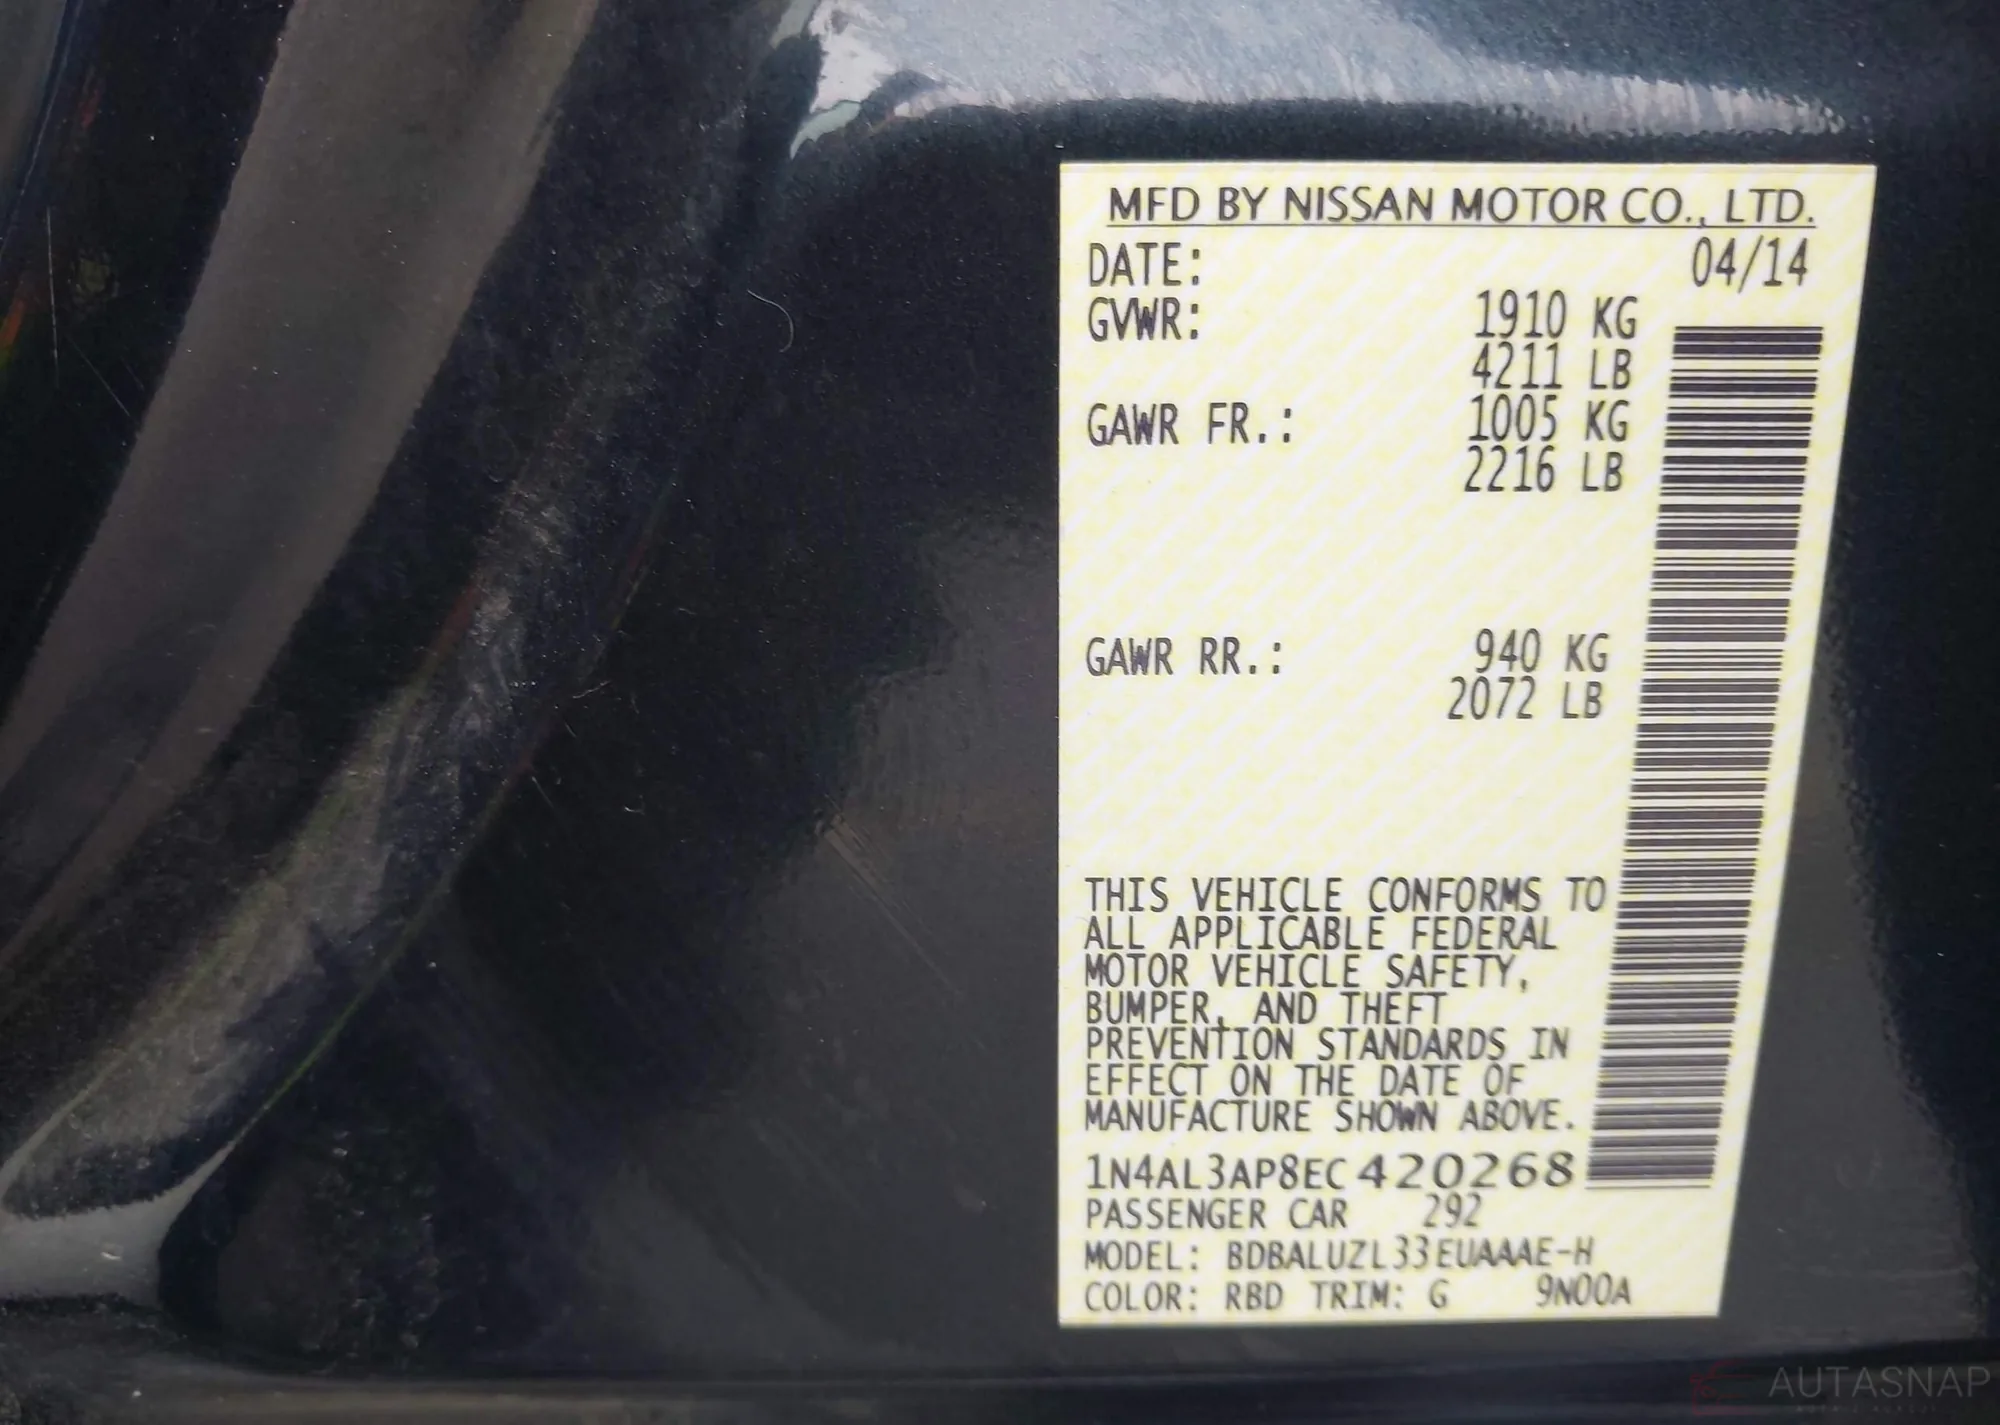 MFD BY NISSAN MOTOR CO., LTD.
DATE: 04/14
GVWR: 1910 KG
4211 LB
GAWR FR.: 1005 KG
2216 LB
GAWR RR.: 940 KG
2072 LB
THIS VEHICLE CONFORMS TO
ALL APPLICABLE FEDERAL
MOTOR VEHICLE SAFETY,
BUMPER, AND THEFT
PREVENTION STANDARDS IN
EFFECT ON THE DATE OF
MANUFACTURE SHOWN ABOVE.
1N4AL3AP8EC420268
PASSENGER CAR 292
MODEL: BDBALUZL33EUAAAE-H
COLOR: RBD TRIM: G 9N00A
AUTASNAP